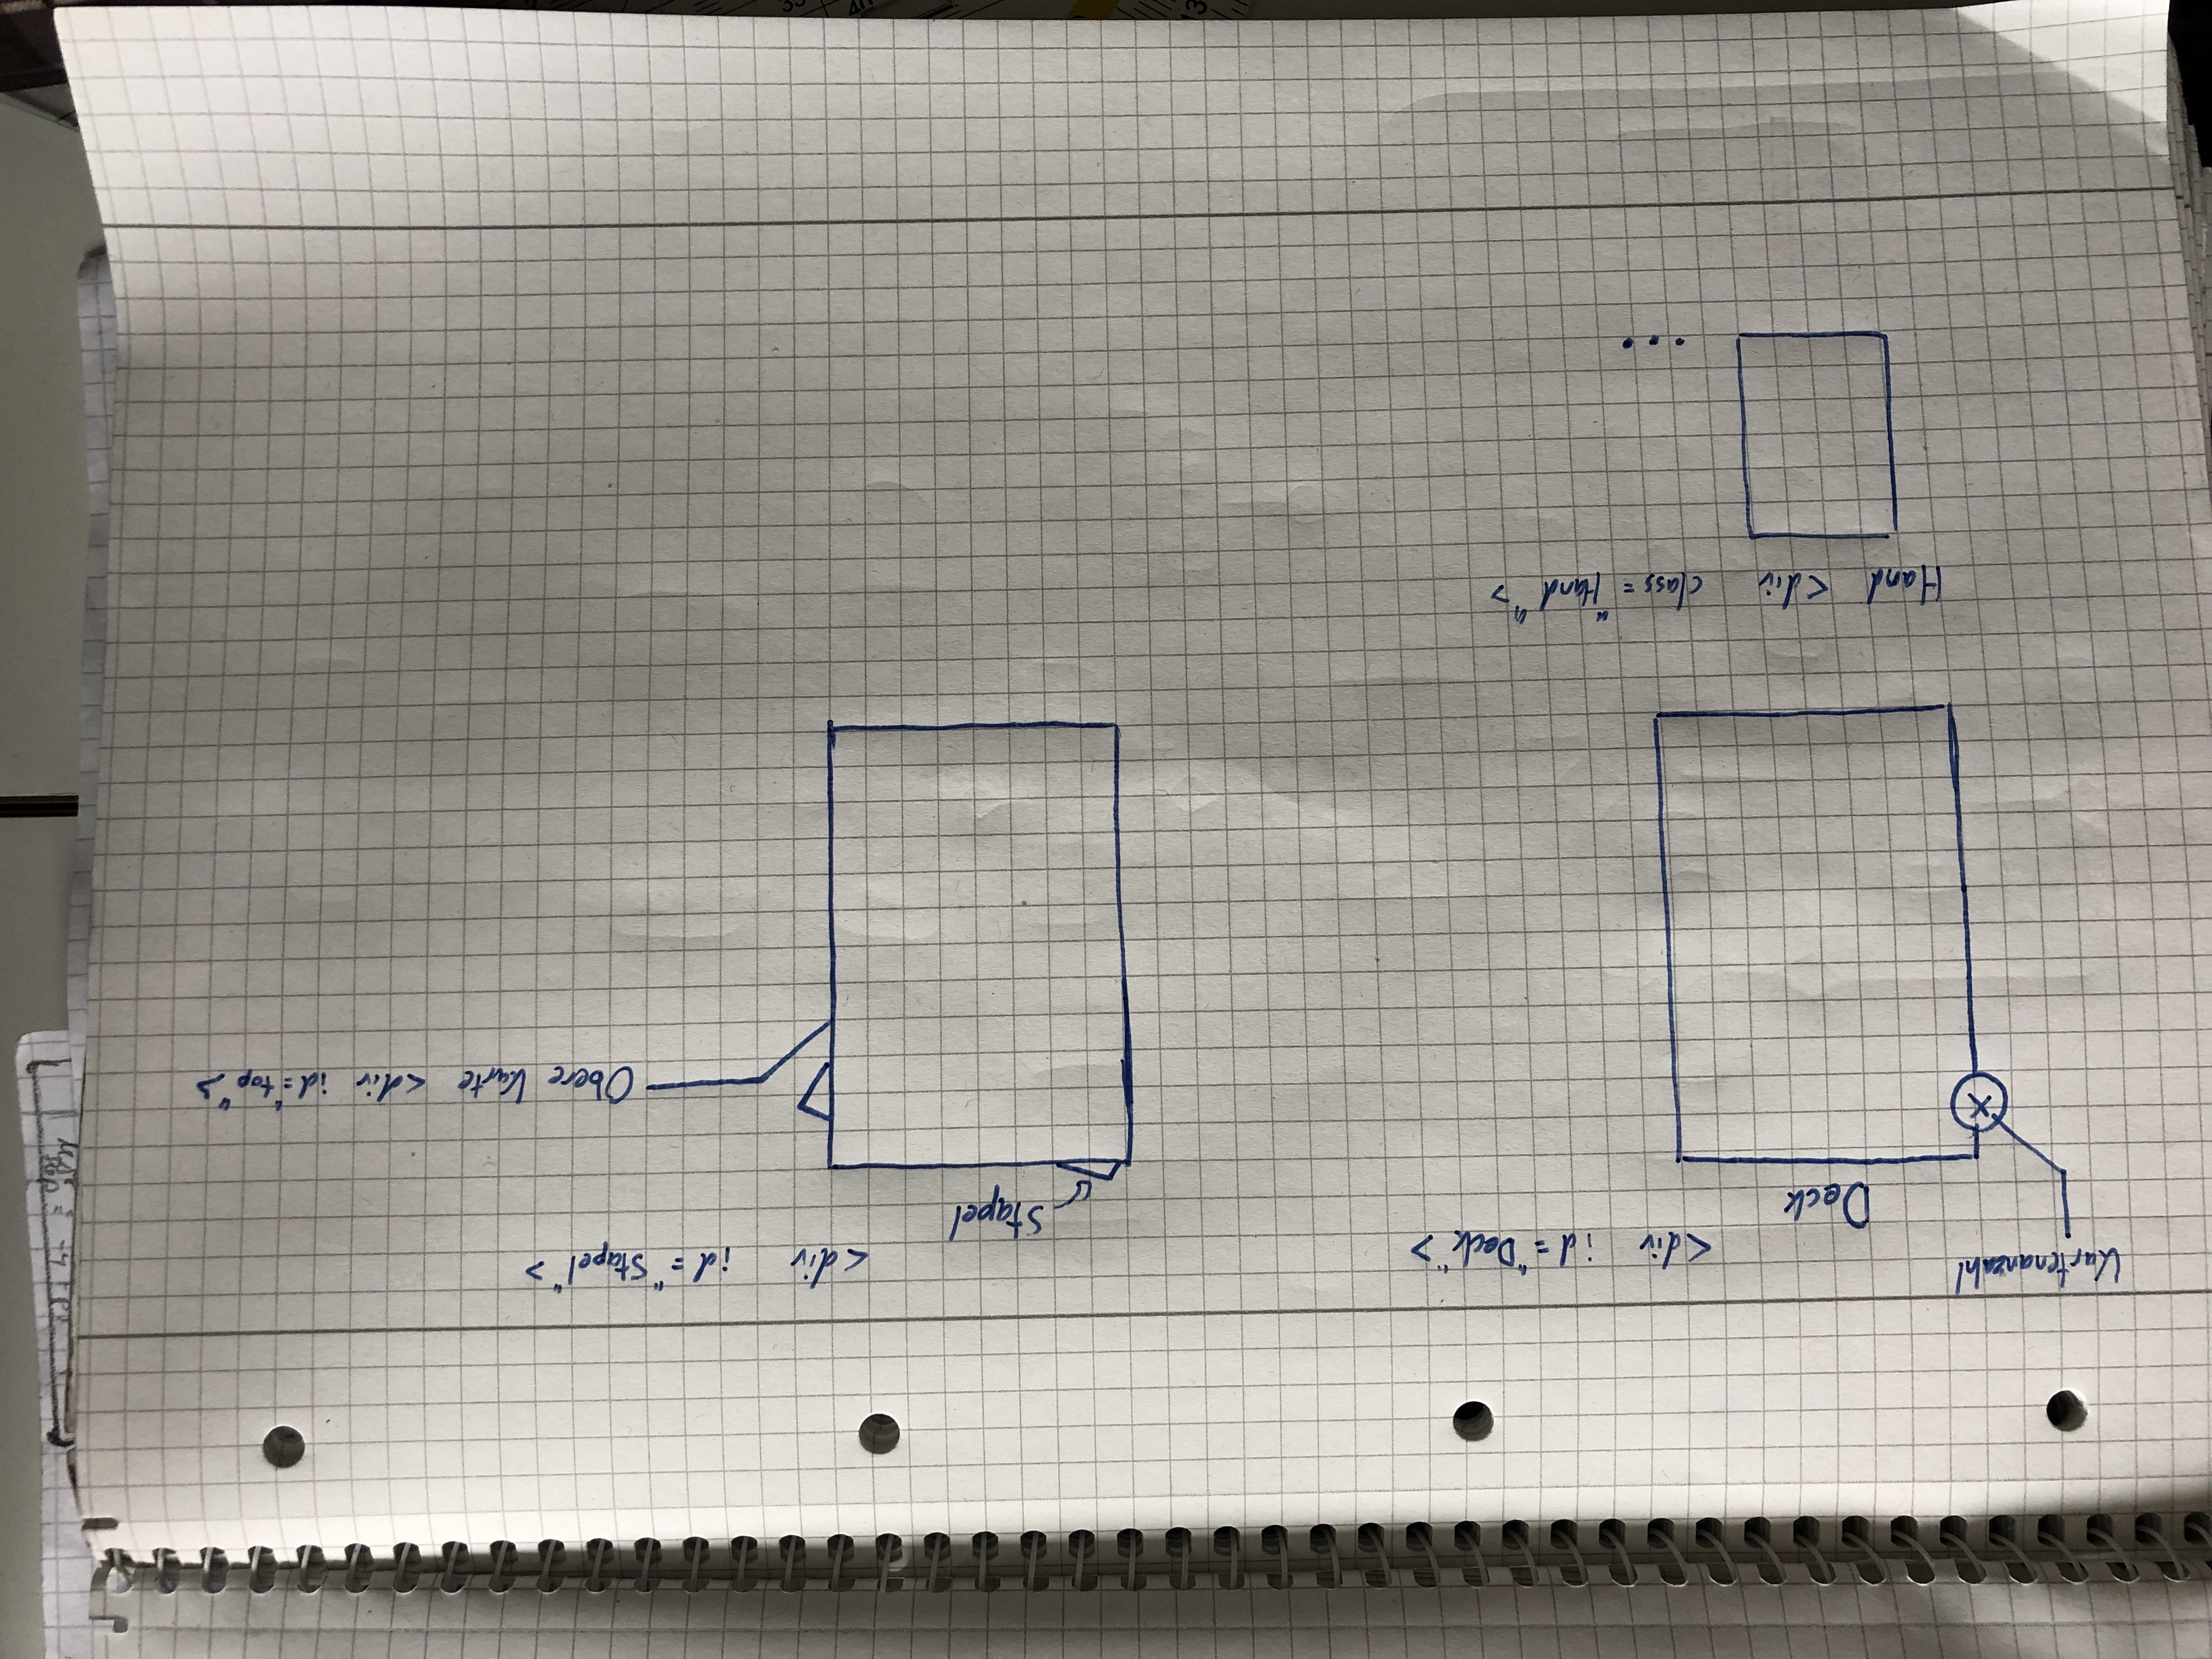 Kartenanzahl
<div id="Deck">
<div id="Stapel">
Deck
Stapel
X
Obere Karte <div id="top">
Hand <div class="Hand">
...